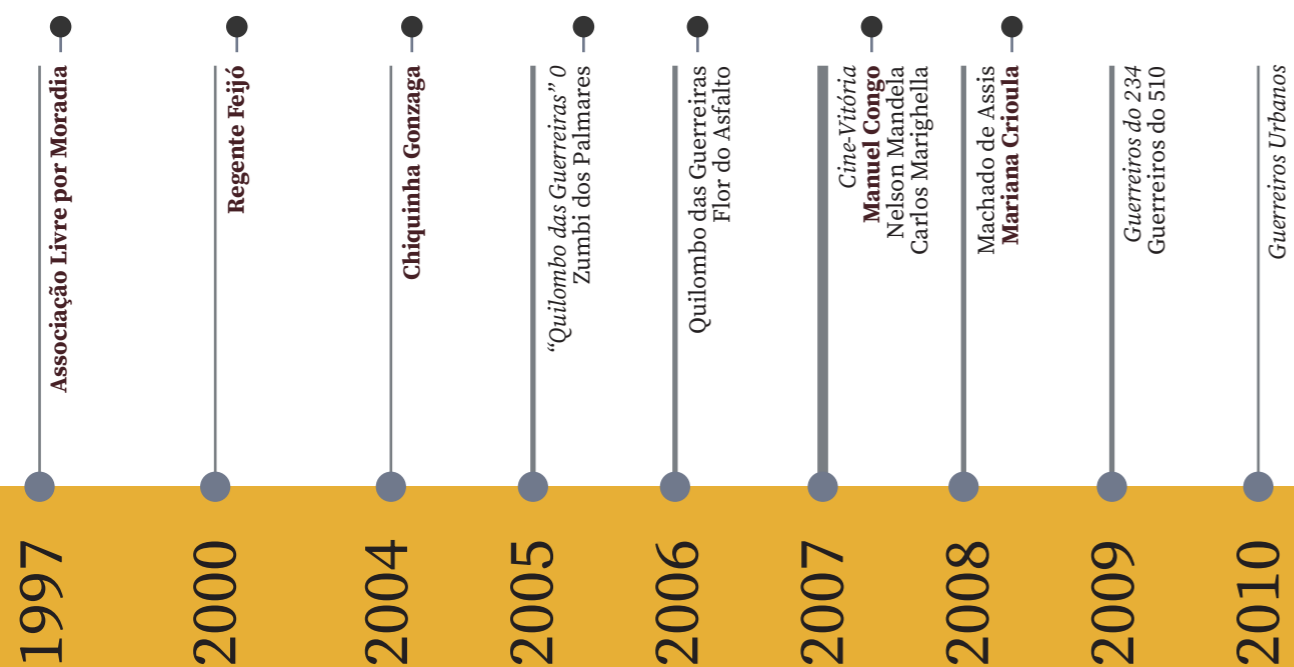 1997
Associação Livre por Moradia
2000
Regente Feijó
2004
Chiquinha Gonzaga
2005
“Quilombo das Guerreiras” 0
Zumbi dos Palmares
2006
Quilombo das Guerreiras
Flor do Asfalto
2007
Cine-Vitória
Manuel Congo
Nelson Mandela
Carlos Marighella
2008
Machado de Assis
Mariana Crioula
2009
Guerreiros do 234
Guerreiros do 510
2010
Guerreiros Urbanos